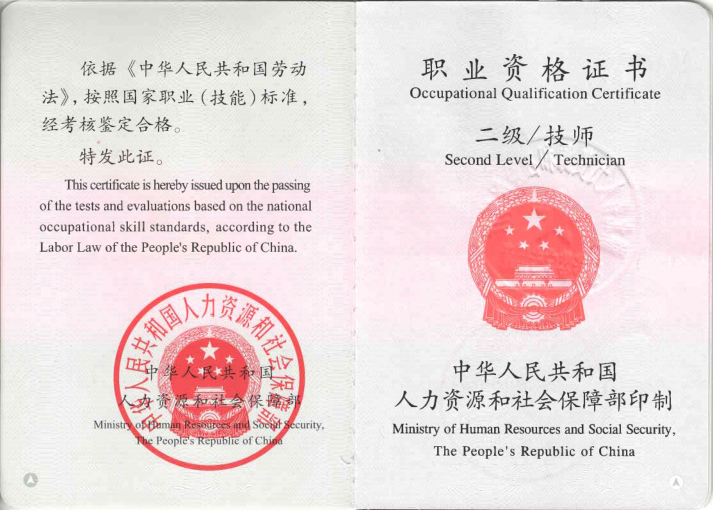 依据《中华人民共和国劳动
法》，按照国家职业（技能）标准，
经考核鉴定合格。
特发此证。
This certificate is hereby issued upon the passing
of the tests and evaluations based on the national
occupational skill standards, according to the
Labor Law of the People's Republic of China.
中华人民共和国人力资源和社会保障部
中华人民共和国
人力资源和社会保障部
Ministry of Human Resources and Social Security,
The People's Republic of China
职业资格证书
Occupational Qualification Certificate
二级/技师
Second Level/Technician
中华人民共和国
人力资源和社会保障部印制
Ministry of Human Resources and Social Security,
The People's Republic of China